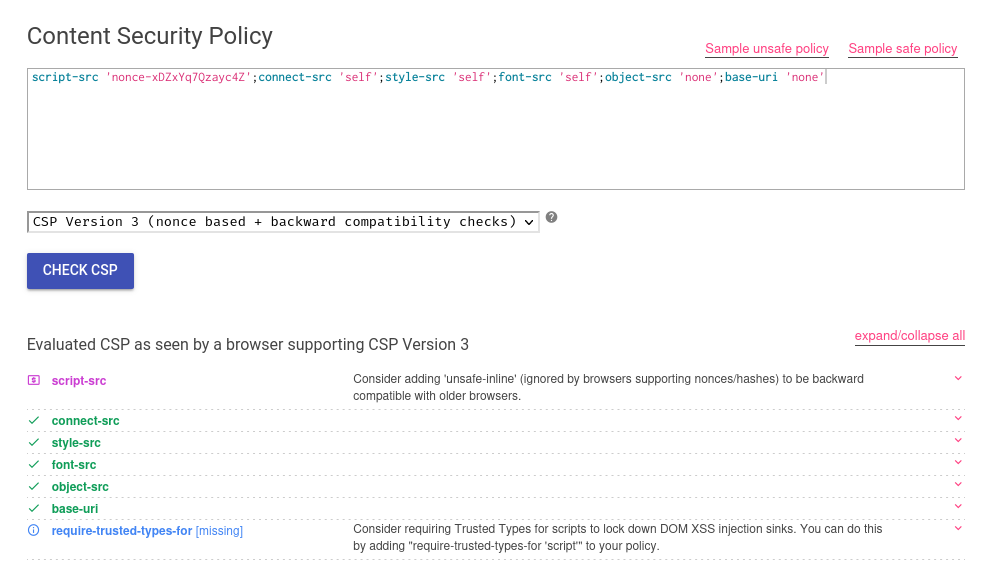 Content Security Policy
Sample unsafe policy
Sample safe policy
script-src 'nonce-xDZxYq7Qzayc4Z';connect-src 'self';style-src 'self';font-src 'self';object-src 'none';base-uri 'none'
CSP Version 3 (nonce based + backward compatibility checks)
?
CHECK CSP
expand/collapse all
Evaluated CSP as seen by a browser supporting CSP Version 3
script-src
Consider adding 'unsafe-inline' (ignored by browsers supporting nonces/hashes) to be backward
compatible with older browsers.
connect-src
style-src
font-src
object-src
base-uri
require-trusted-types-for [missing]
Consider requiring Trusted Types for scripts to lock down DOM XSS injection sinks. You can do this
by adding "require-trusted-types-for 'script'" to your policy.